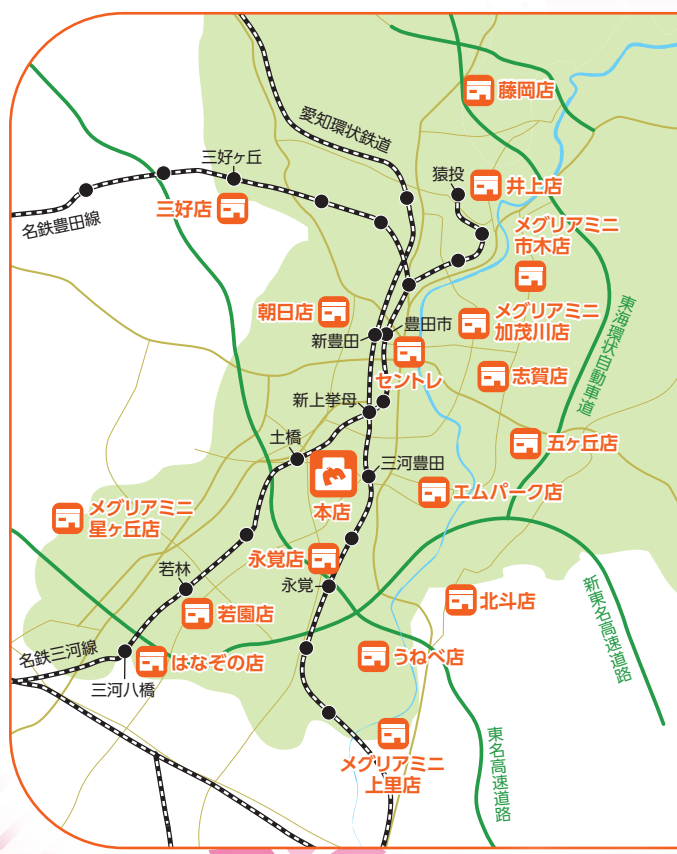 藤岡店
愛知環状鉄道
三好ヶ丘
猿投
井上店
三好店
名鉄豊田線
メグリアミニ
市木店
東海環状自動車道
朝日店
メグリアミニ
加茂川店
新豊田
豊田市
セントレ
志賀店
新上挙母
土橋
五ヶ丘店
三河豊田
本店
エムパーク店
メグリアミニ
星ヶ丘店
永覚店
若林
永覚
新東名高速道路
北斗店
若園店
名鉄三河線
はなぞの店
うねべ店
三河八橋
東名高速道路
メグリアミニ
上里店